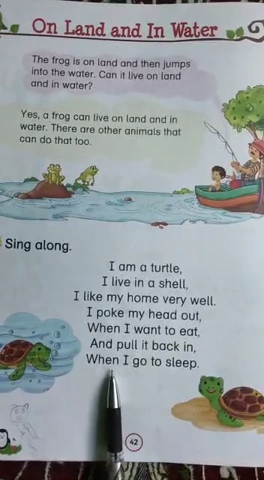 On Land and In Water
The frog is on land and then jumps
into the water. Can it live on land
and in water?
Yes, a frog can live on land and in
water. There are other animals that
can do that too.
Sing along.
I am a turtle,
I live in a shell,
I like my home very well.
I poke my head out,
When I want to eat,
And pull it back in,
When I go to sleep.
42